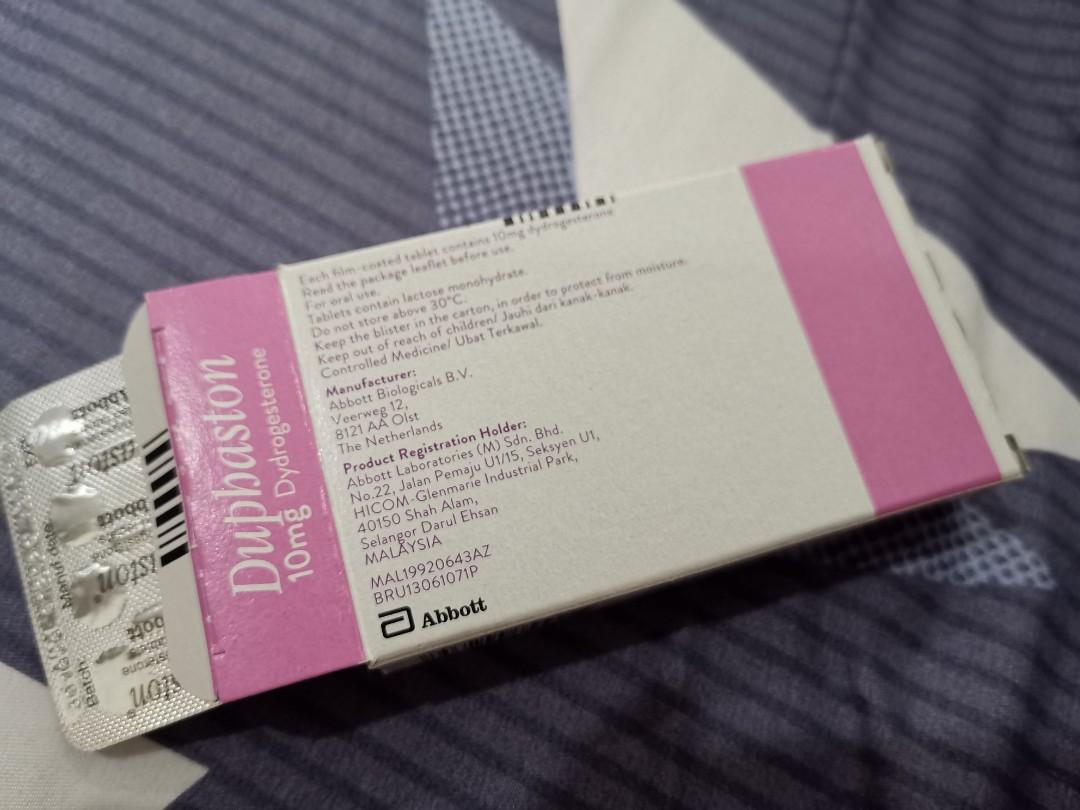 Duphaston
10mg Dydrogesterone
Each film-coated tablet contains 10mg dydrogesterone
Read the package leaflet before use.
For oral use.
Tablets contain lactose monohydrate.
Do not store above 30°C.
Keep the blister in the carton, in order to protect from moisture.
Keep out of reach of children/ Jauhi dari kanak-kanak.
Controlled Medicine/ Ubat Terkawal.
Manufacturer:
Abbott Biologicals B.V.
Veerweg 12,
8121 AA Olst
The Netherlands
Product Registration Holder:
Abbott Laboratories (M) Sdn. Bhd.
No.22, Jalan Pemaju U1/15, Seksyen U1,
HICOM-Glenmarie Industrial Park,
40150 Shah Alam,
Selangor Darul Ehsan
MALAYSIA
MAL19920643AZ
BRU13061071P
Abbott